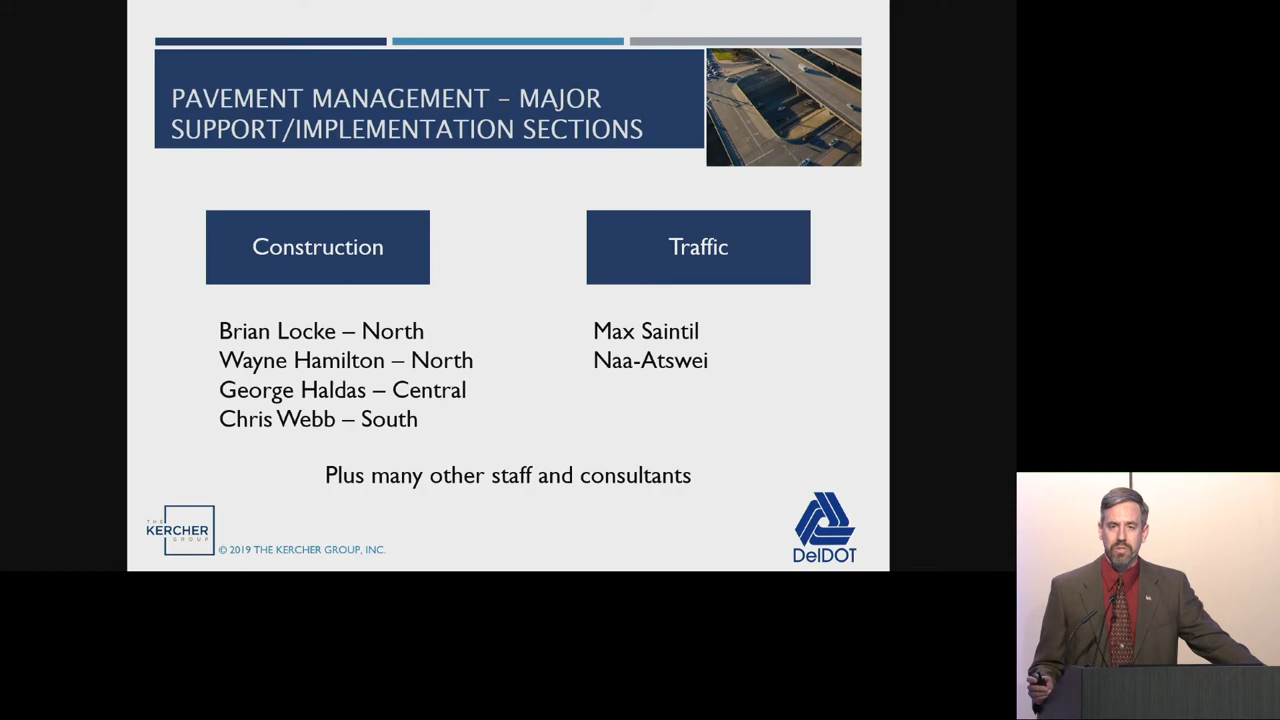 PAVEMENT MANAGEMENT – MAJOR
SUPPORT/IMPLEMENTATION SECTIONS
Construction
Brian Locke – North
Wayne Hamilton – North
George Haldas – Central
Chris Webb – South
Traffic
Max Saintil
Naa-Atswei
Plus many other staff and consultants
THE
KERCHER
GROUP
© 2019 THE KERCHER GROUP, INC.
DelDOT